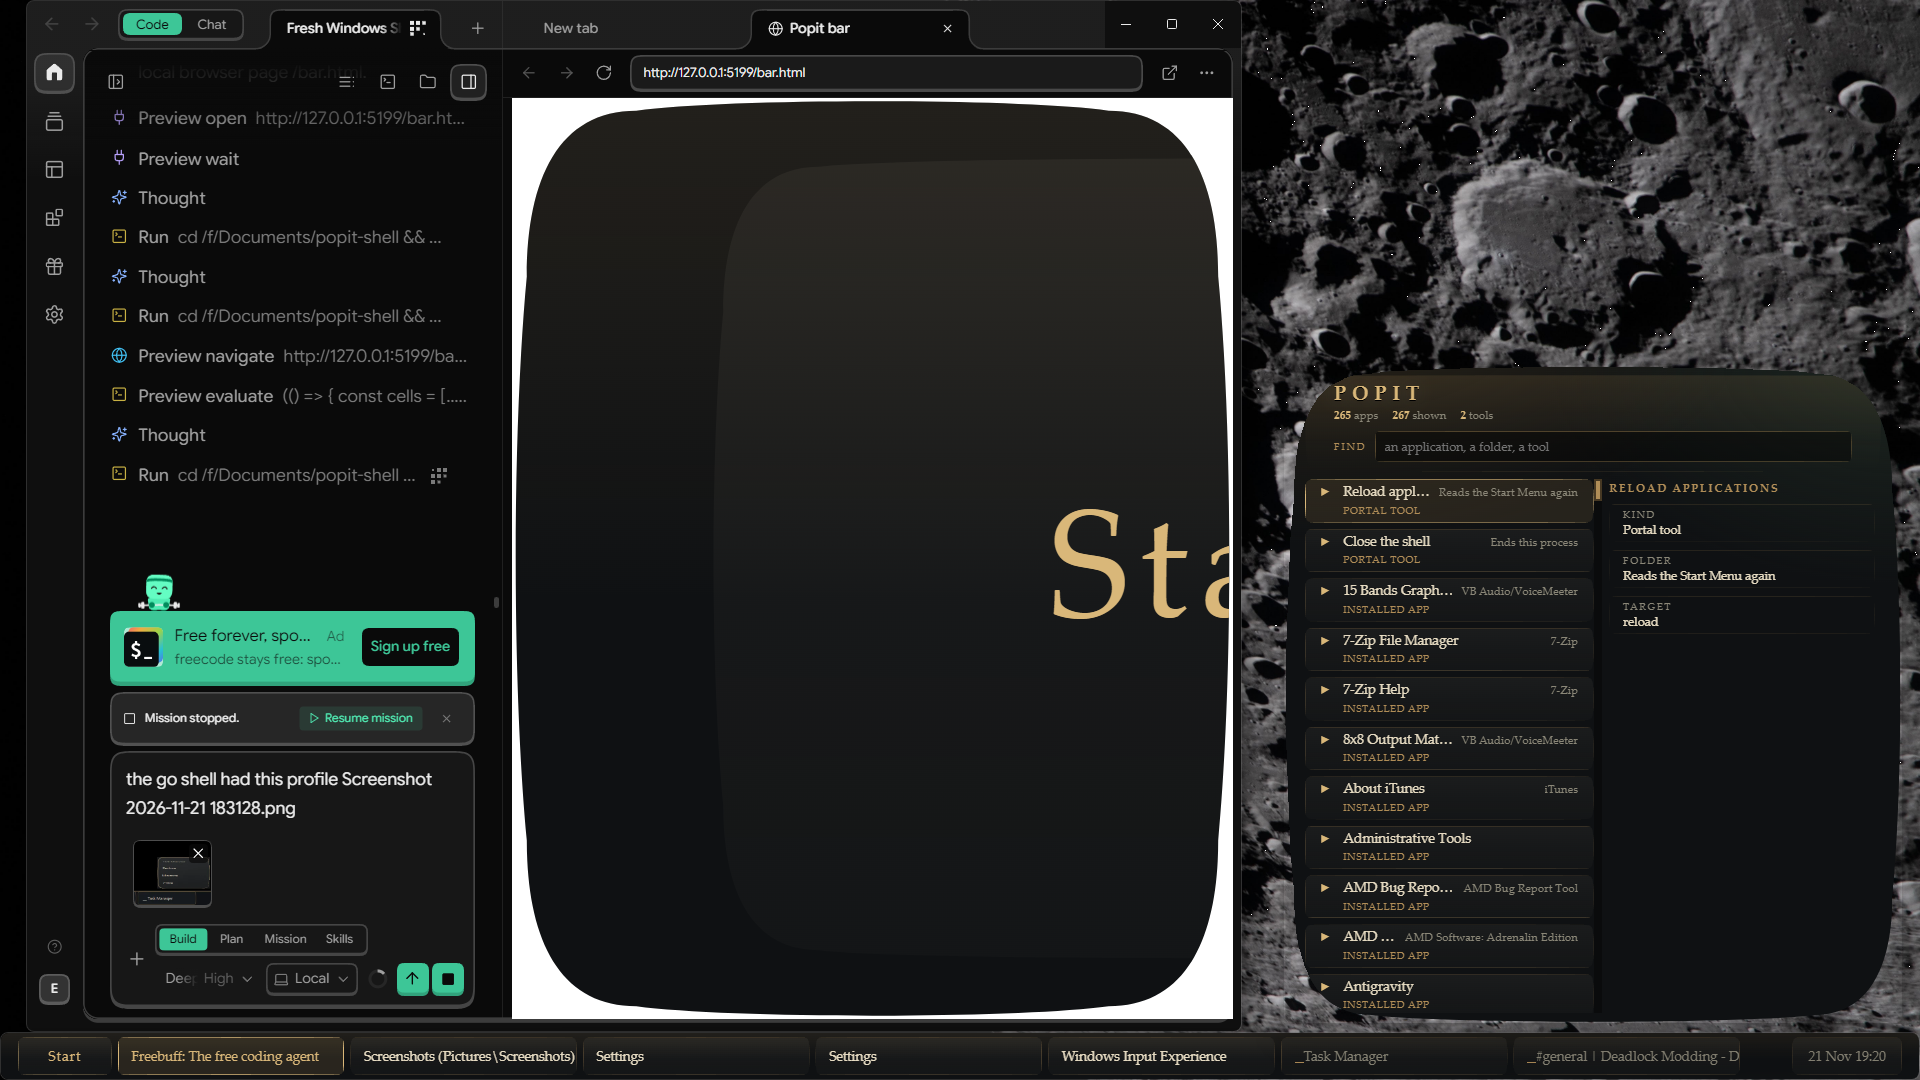 Code
Chat
Fresh Windows S
New tab
Popit bar
local browser page /bar.html.
http://127.0.0.1:5199/bar.html
Preview open http://127.0.0.1:5199/bar.ht...
Preview wait
Thought
Run cd /f/Documents/popit-shell && ...
Thought
Run cd /f/Documents/popit-shell && ...
Preview navigate http://127.0.0.1:5199/ba...
Preview evaluate (() => { const cells = [.....
Thought
Run cd /f/Documents/popit-shell ...
Free forever, spo... Ad
freecode stays free: spo...
Sign up free
$_
Mission stopped.
Resume mission
the go shell had this profile Screenshot
2026-11-21 183128.png
Build
Plan
Mission
Skills
Deep High
Local
E
Sta
POPIT
265 apps 267 shown 2 tools
FIND an application, a folder, a tool
Reload appl... Reads the Start Menu again
PORTAL TOOL
Close the shell Ends this process
PORTAL TOOL
15 Bands Graph... VB Audio/VoiceMeeter
INSTALLED APP
7-Zip File Manager 7-Zip
INSTALLED APP
7-Zip Help 7-Zip
INSTALLED APP
8x8 Output Mat... VB Audio/VoiceMeeter
INSTALLED APP
About iTunes iTunes
INSTALLED APP
Administrative Tools
INSTALLED APP
AMD Bug Repo... AMD Bug Report Tool
INSTALLED APP
AMD ... AMD Software: Adrenalin Edition
INSTALLED APP
Antigravity
INSTALLED APP
RELOAD APPLICATIONS
KIND
Portal tool
FOLDER
Reads the Start Menu again
TARGET
reload
Start
Freebuff: The free coding agent
Screenshots (Pictures\Screenshots)
Settings
Settings
Windows Input Experience
_Task Manager
_#general | Deadlock Modding - D
21 Nov 19:20